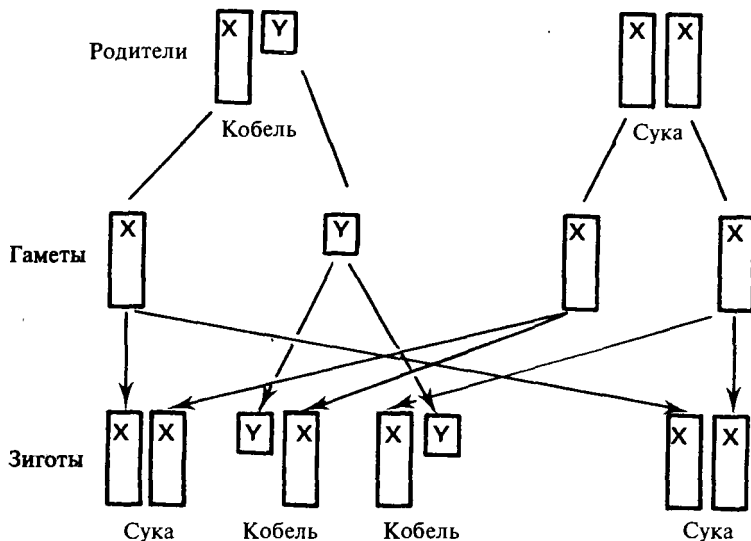 X Y X X
Родители
Кобель Сука
X Y X X
Гаметы
X X Y X X Y X X
Зиготы
Сука Кобель Кобель Сука